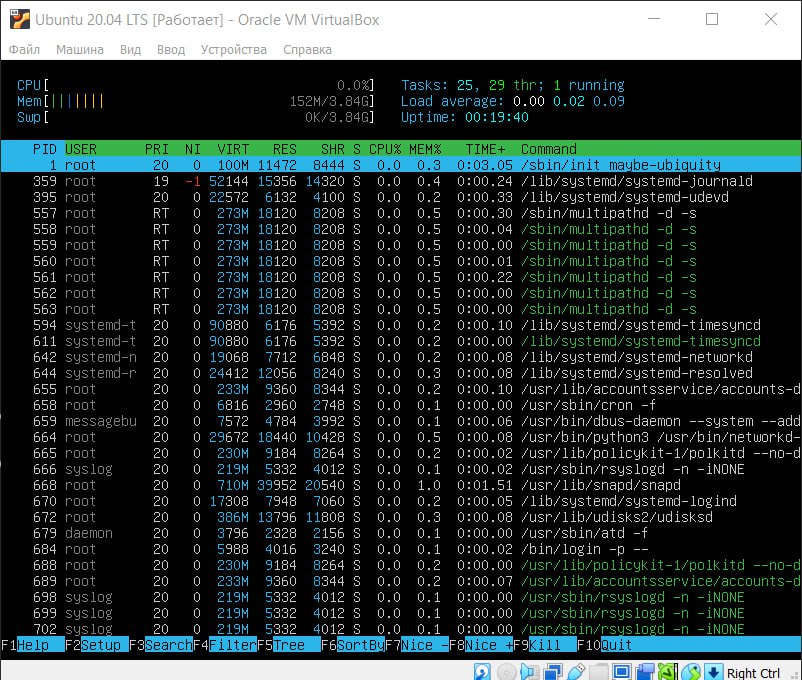 Ubuntu 20.04 LTS [Работает] - Oracle VM VirtualBox
Файл Машина Вид Ввод Устройства Справка
CPU[ 0.0%] Tasks: 25, 29 thr; 1 running
Mem[||||||| 152M/3.84G] Load average: 0.00 0.02 0.09
Swp[ 0K/3.84G] Uptime: 00:19:40
PID USER PRI NI VIRT RES SHR S CPU% MEM% TIME+ Command
1 root 20 0 100M 11472 8444 S 0.0 0.3 0:03.05 /sbin/init maybe-ubiquity
359 root 19 -1 52144 15356 14320 S 0.0 0.4 0:00.24 /lib/systemd/systemd-journald
395 root 20 0 22572 6132 4100 S 0.0 0.2 0:00.33 /lib/systemd/systemd-udevd
557 root RT 0 273M 18120 8208 S 0.0 0.5 0:00.30 /sbin/multipathd -d -s
558 root RT 0 273M 18120 8208 S 0.0 0.5 0:00.04 /sbin/multipathd -d -s
559 root RT 0 273M 18120 8208 S 0.0 0.5 0:00.00 /sbin/multipathd -d -s
560 root RT 0 273M 18120 8208 S 0.0 0.5 0:00.01 /sbin/multipathd -d -s
561 root RT 0 273M 18120 8208 S 0.0 0.5 0:00.22 /sbin/multipathd -d -s
562 root RT 0 273M 18120 8208 S 0.0 0.5 0:00.00 /sbin/multipathd -d -s
563 root RT 0 273M 18120 8208 S 0.0 0.5 0:00.00 /sbin/multipathd -d -s
594 systemd-t 20 0 90880 6176 5392 S 0.0 0.2 0:00.10 /lib/systemd/systemd-timesyncd
611 systemd-t 20 0 90880 6176 5392 S 0.0 0.2 0:00.00 /lib/systemd/systemd-timesyncd
642 systemd-n 20 0 19068 7712 6848 S 0.0 0.2 0:00.08 /lib/systemd/systemd-networkd
644 systemd-r 20 0 24412 12056 8240 S 0.0 0.3 0:00.08 /lib/systemd/systemd-resolved
655 root 20 0 233M 9360 8344 S 0.0 0.2 0:00.10 /usr/lib/accountsservice/accounts-d
658 root 20 0 6816 2960 2748 S 0.0 0.1 0:00.00 /usr/sbin/cron -f
659 messagebu 20 0 7572 4784 3992 S 0.0 0.1 0:00.06 /usr/bin/dbus-daemon --system --add
664 root 20 0 29672 18440 10428 S 0.0 0.5 0:00.08 /usr/bin/python3 /usr/bin/networkd-
665 root 20 0 230M 9184 8264 S 0.0 0.2 0:00.02 /usr/lib/policykit-1/polkitd --no-d
666 syslog 20 0 219M 5332 4012 S 0.0 0.1 0:00.02 /usr/sbin/rsyslogd -n -iNONE
668 root 20 0 710M 39952 20540 S 0.0 1.0 0:01.51 /usr/lib/snapd/snapd
670 root 20 0 17308 7948 7060 S 0.0 0.2 0:00.05 /lib/systemd/systemd-logind
672 root 20 0 386M 13796 11808 S 0.0 0.3 0:00.08 /usr/lib/udisks2/udisksd
679 daemon 20 0 3796 2328 2156 S 0.0 0.1 0:00.00 /usr/sbin/atd -f
684 root 20 0 5988 4016 3240 S 0.0 0.1 0:00.02 /bin/login -p --
688 root 20 0 230M 9184 8264 S 0.0 0.2 0:00.00 /usr/lib/policykit-1/polkitd --no-d
689 root 20 0 233M 9360 8344 S 0.0 0.2 0:00.07 /usr/lib/accountsservice/accounts-d
698 syslog 20 0 219M 5332 4012 S 0.0 0.1 0:00.00 /usr/sbin/rsyslogd -n -iNONE
699 syslog 20 0 219M 5332 4012 S 0.0 0.1 0:00.00 /usr/sbin/rsyslogd -n -iNONE
702 syslog 20 0 219M 5332 4012 S 0.0 0.1 0:00.00 /usr/sbin/rsyslogd -n -iNONE
F1Help F2Setup F3SearchF4FilterF5Tree F6SortByF7Nice -F8Nice +F9Kill F10Quit
Right Ctrl